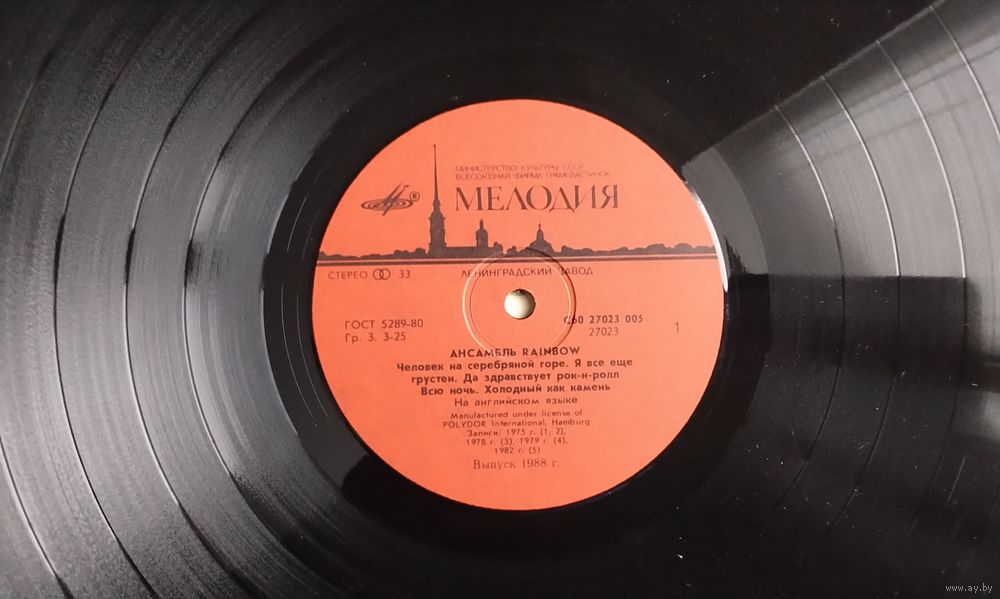 МИНИСТЕРСТВО КУЛЬТУРЫ СССР
ВСЕСОЮЗНАЯ ФИРМА ГРАМПЛАСТИНОК
МЕЛОДИЯ
®
СТЕРЕО 33
ЛЕНИНГРАДСКИЙ ЗАВОД
ГОСТ 5289-80
Гр. 3. 3-25
С60 27023 005
27023
1
АНСАМБЛЬ RAINBOW
Человек на серебряной горе. Я все еще
грустен. Да здравствует рок-н-ролл
Всю ночь. Холодный как камень
На английском языке
Manufactured under license of
POLYDOR International, Hamburg
Записи: 1975 г. (1, 2),
1978 г. (3), 1979 г. (4),
1982 г. (5)
Выпуск 1988 г.
www.ay.by